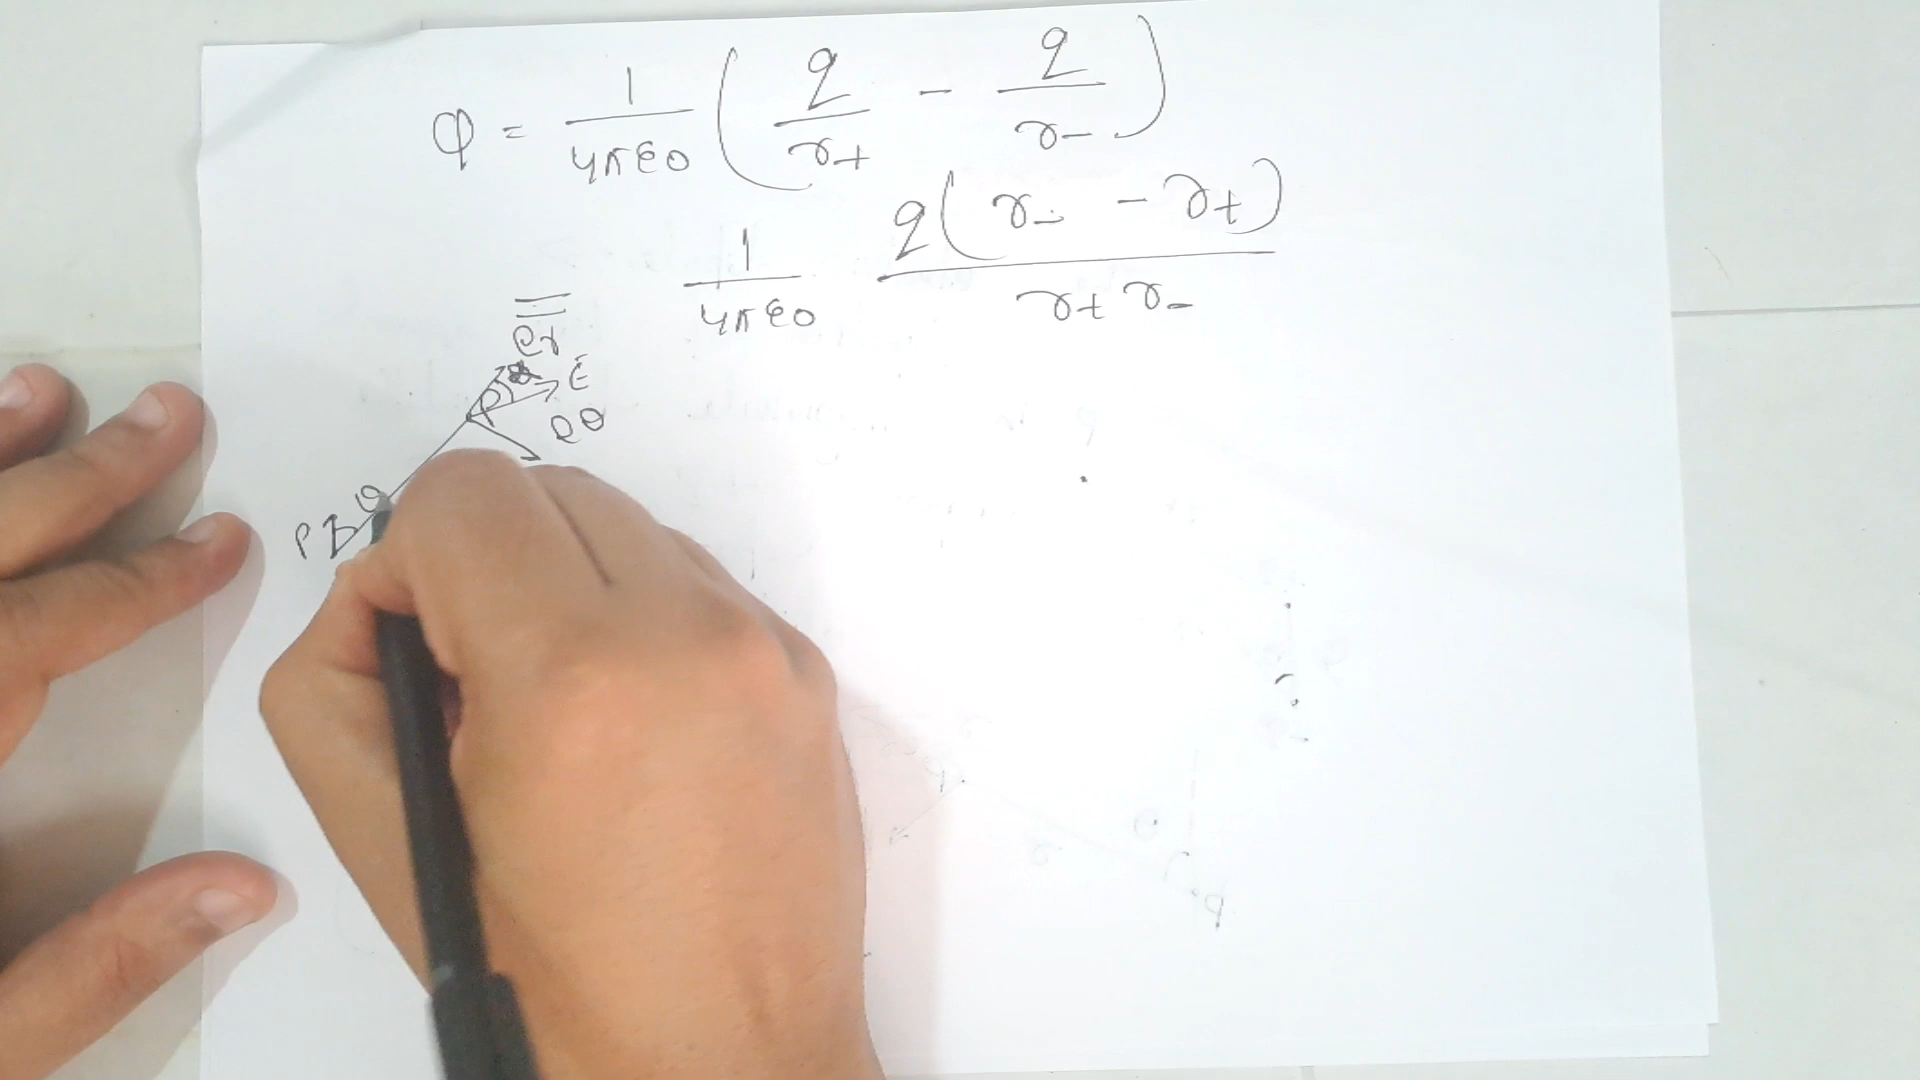 φ = 1/4πε0 ( q/r+ - q/r- )
1/4πε0 q( r- - r+ )/r+ r-
er
E
eθ
θ
P